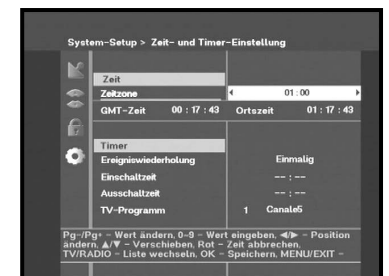 System-Setup > Zeit- und Timer-Einstellung
Zeit
Zeitzone 01 : 00
GMT-Zeit 00 : 17 : 43 Ortszeit 01 : 17 : 43
Timer
Ereigniswiederholung Einmalig
Einschaltzeit -- : --
Ausschaltzeit -- : --
TV-Programm 1 Canale5
Pg-/Pg+ - Wert ändern, 0-9 - Wert eingeben, ◀/▶ - Position
ändern, ▲/▼ - Verschieben, Rot - Zeit abbrechen,
TV/RADIO - Liste wechseln, OK - Speichern, MENU/EXIT -